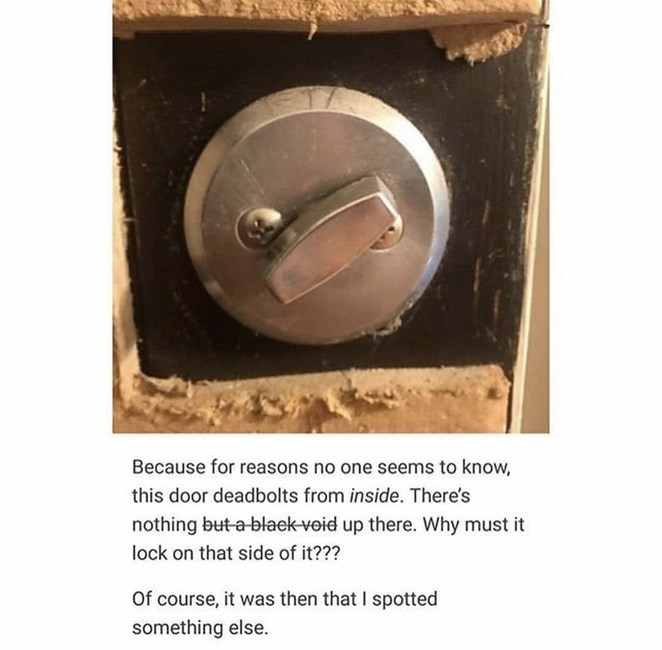 Because for reasons no one seems to know,
this door deadbolts from inside. There's
nothing but a black void up there. Why must it
lock on that side of it???
Of course, it was then that I spotted
something else.